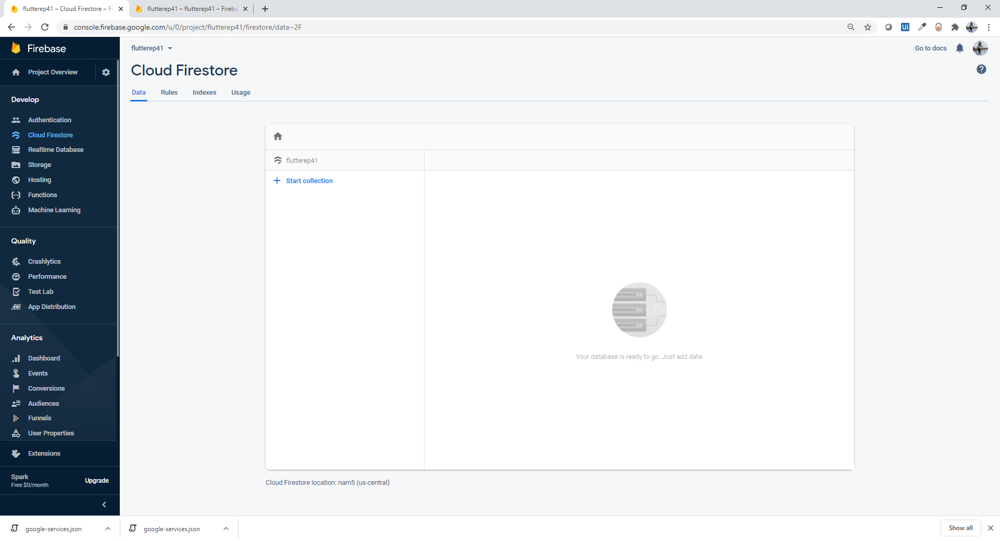 flutterep41 – Cloud Firestore – Fi
flutterep41 – flutterep41 – Fireba
console.firebase.google.com/u/0/project/flutterep41/firestore/data~2F
Ui
Firebase
flutterep41
Go to docs
Project Overview
Cloud Firestore
?
Data Rules Indexes Usage
Develop
Authentication
Cloud Firestore
Realtime Database
Storage
Hosting
Functions
Machine Learning
Quality
Crashlytics
Performance
Test Lab
App Distribution
Analytics
Dashboard
Events
Conversions
Audiences
Funnels
User Properties
Extensions
Spark
Free $0/month
Upgrade
flutterep41
Start collection
Your database is ready to go. Just add data.
Cloud Firestore location: nam5 (us-central)
google-services.json
google-services.json
Show all